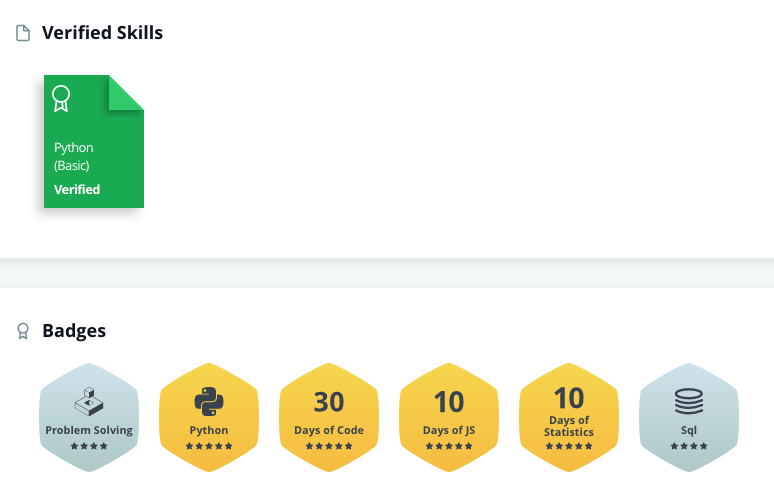 Verified Skills
Python
(Basic)
Verified
Badges
Problem Solving
Python
30
Days of Code
10
Days of JS
10
Days of
Statistics
Sql